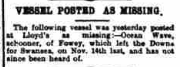 VESSEL POSTED AS MISSING.
The following vessel was yesterday posted
at Lloyd's as missing:—Ocean Wave,
schooner, of Fowey, which left the Downs
for Swansea, on Nov. 14th last, and has not
since been heard of.